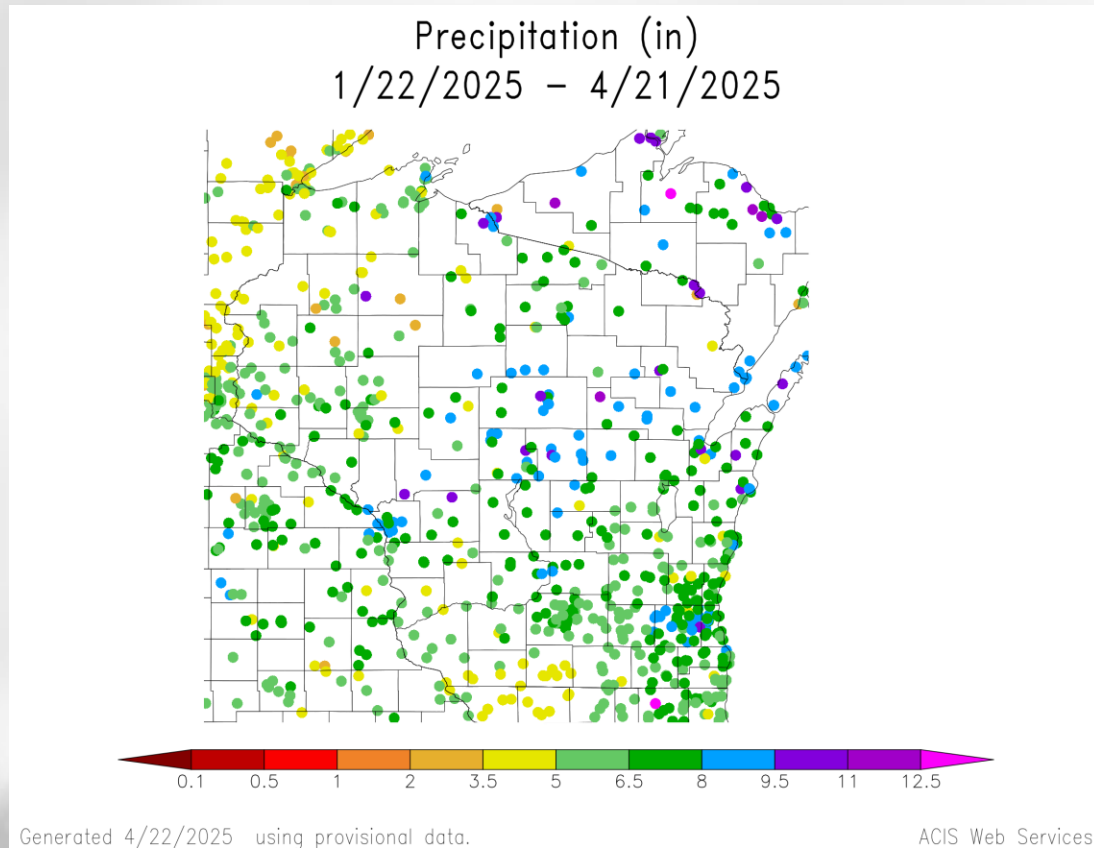 Precipitation (in)
1/22/2025 – 4/21/2025
0.1 0.5 1 2 3.5 5 6.5 8 9.5 11 12.5
Generated 4/22/2025 using provisional data.
ACIS Web Services